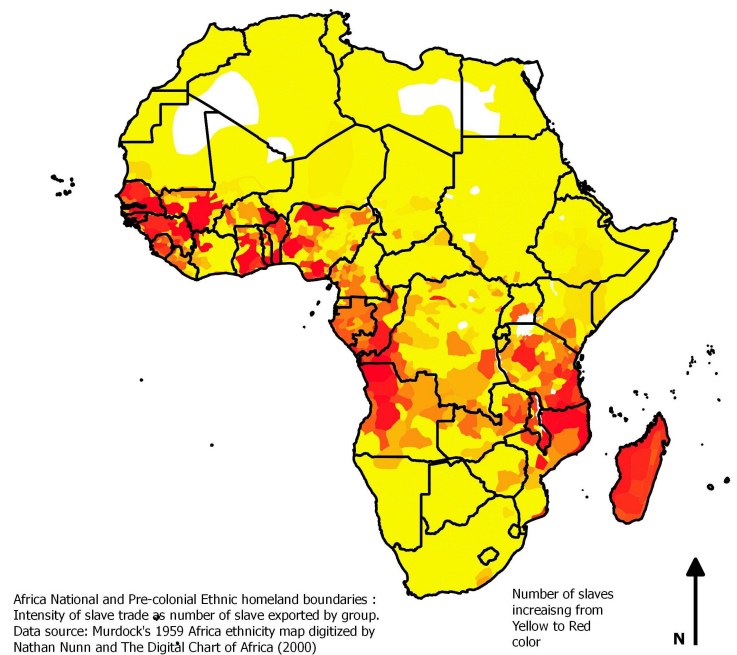 Africa National and Pre-colonial Ethnic homeland boundaries :
Intensity of slave trade as number of slave exported by group.
Data source: Murdock's 1959 Africa ethnicity map digitized by
Nathan Nunn and The Digital Chart of Africa (2000)
Number of slaves
increaisng from
Yellow to Red
color
N